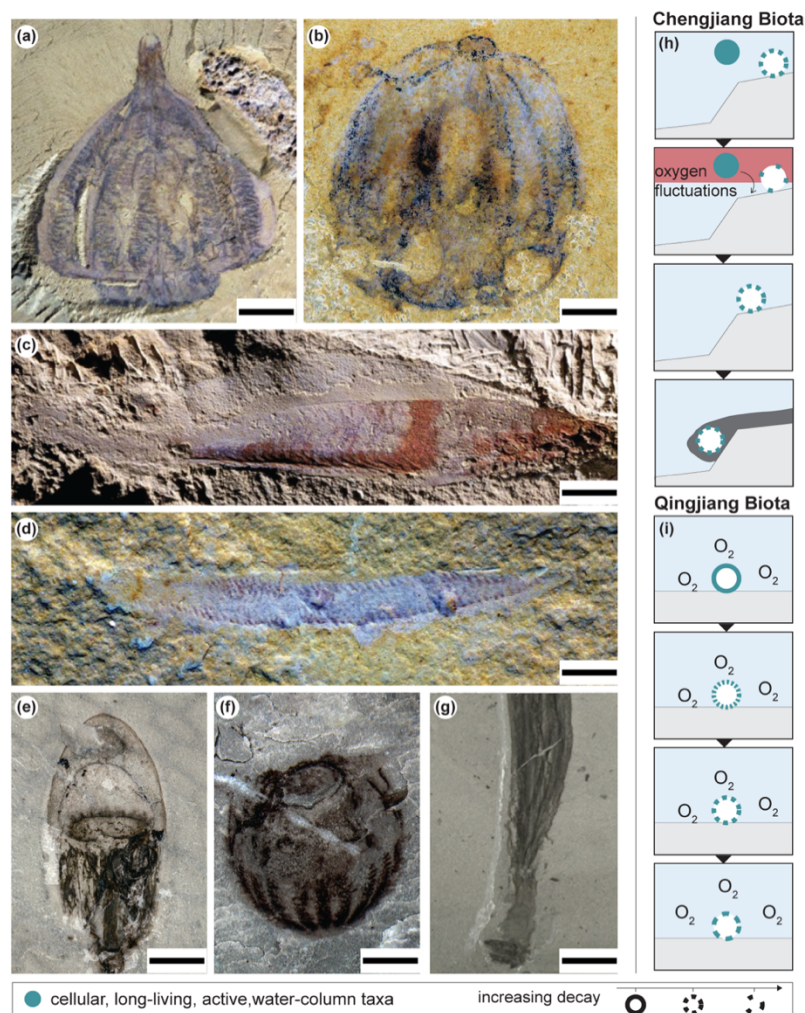 (a)
(b)
(c)
(d)
(e)
(f)
(g)
Chengjiang Biota
(h)
oxygen
fluctuations
Qingjiang Biota
(i)
O2
O2
O2
O2
O2
O2
O2
O2
O2
O2
O2
O2
cellular, long-living, active,water-column taxa
increasing decay